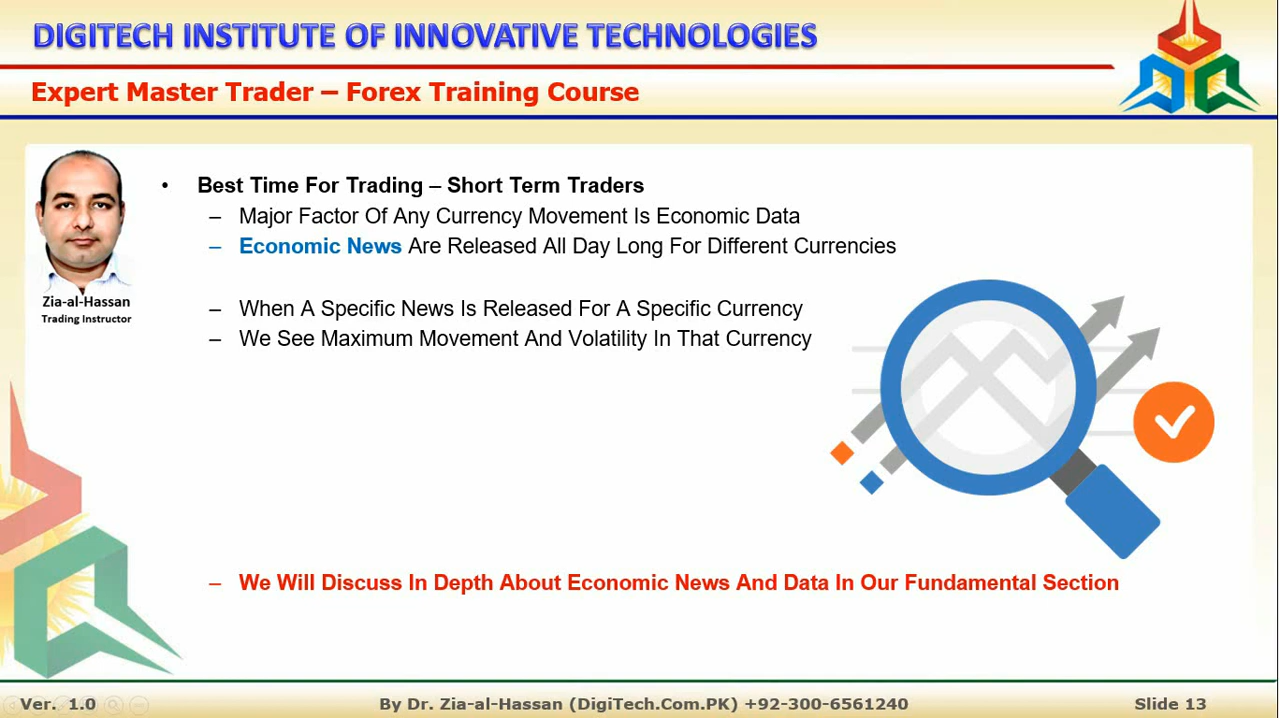 DIGITECH INSTITUTE OF INNOVATIVE TECHNOLOGIES
Expert Master Trader – Forex Training Course
Zia-al-Hassan
Trading Instructor
• Best Time For Trading – Short Term Traders
– Major Factor Of Any Currency Movement Is Economic Data
– Economic News Are Released All Day Long For Different Currencies
– When A Specific News Is Released For A Specific Currency
– We See Maximum Movement And Volatility In That Currency
– We Will Discuss In Depth About Economic News And Data In Our Fundamental Section
Ver. 1.0 By Dr. Zia-al-Hassan (DigiTech.Com.PK) +92-300-6561240 Slide 13